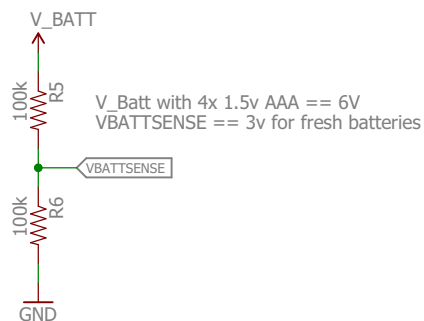 V_BATT
100k
R5
V_Batt with 4x 1.5v AAA == 6V
VBATTSENSE == 3v for fresh batteries
VBATTSENSE
100k
R6
GND